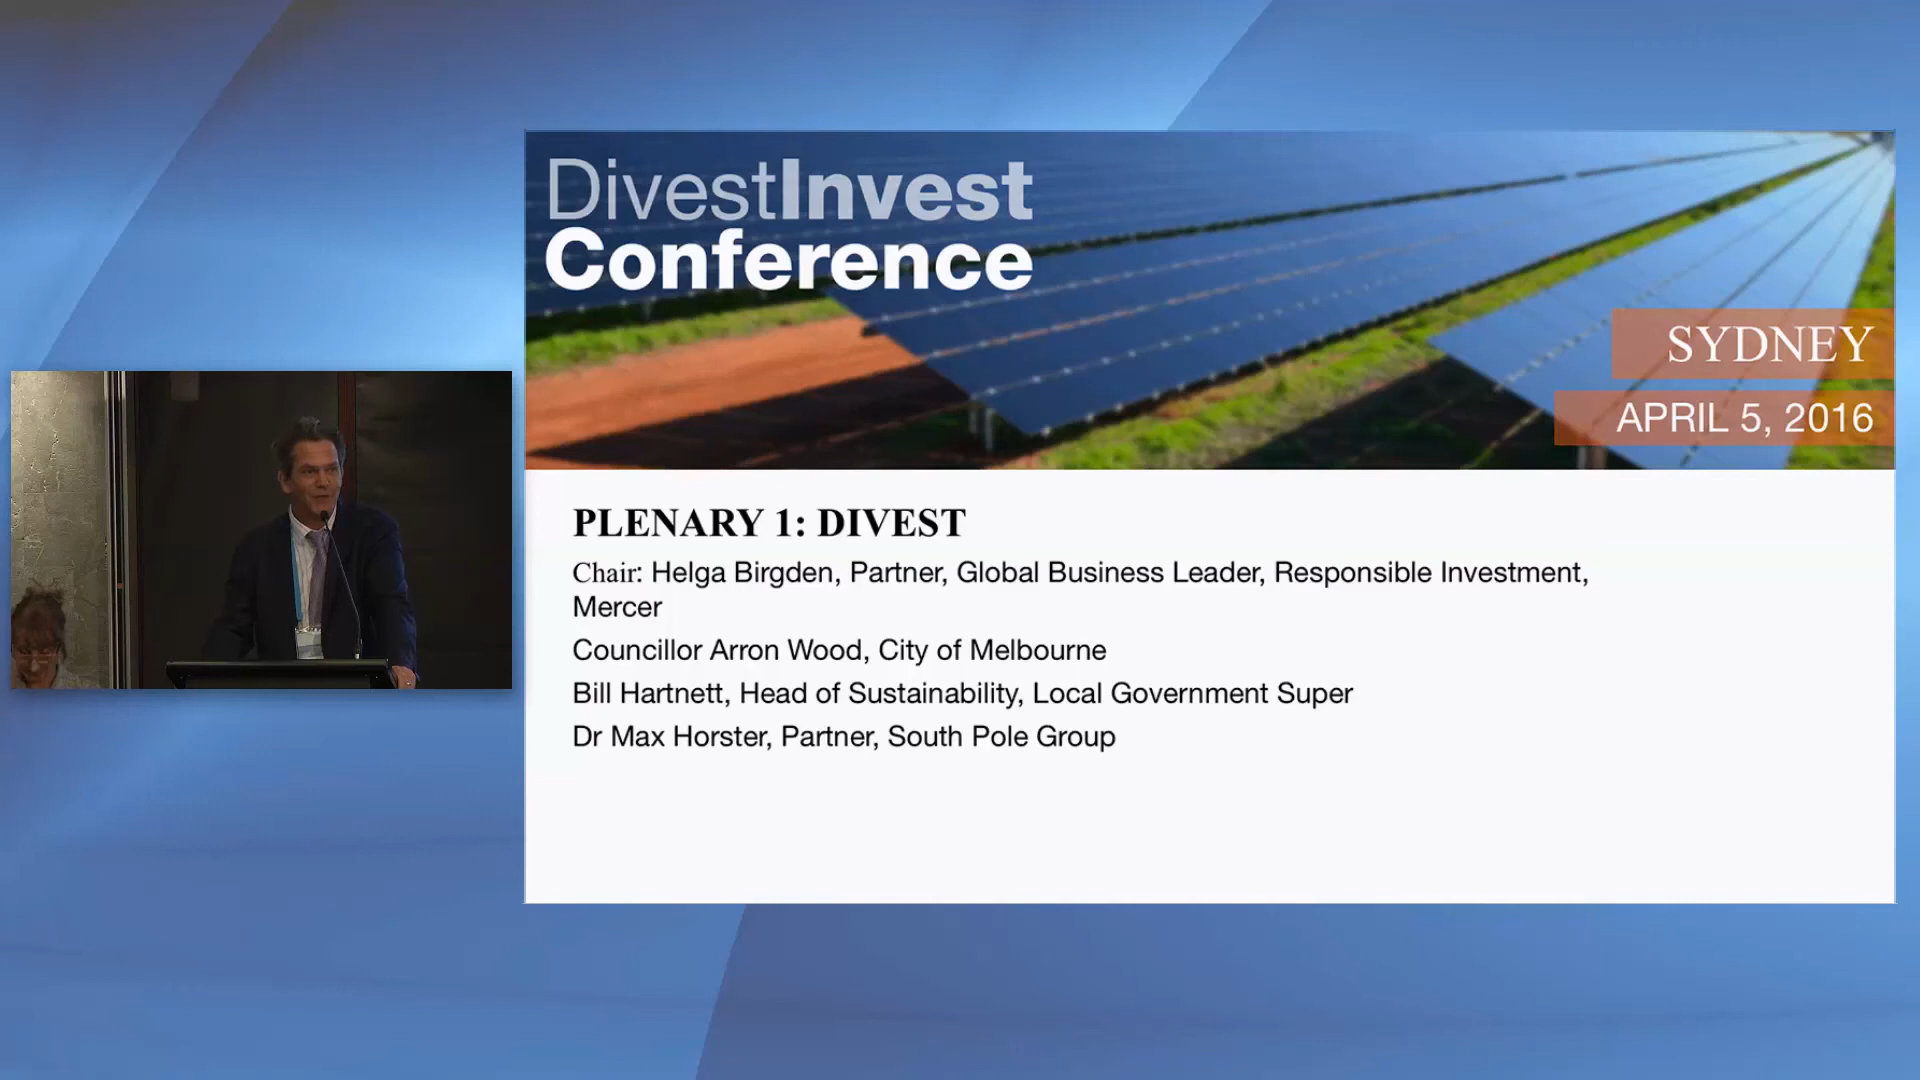 DivestInvest
Conference
SYDNEY
APRIL 5, 2016
PLENARY 1: DIVEST
Chair: Helga Birgden, Partner, Global Business Leader, Responsible Investment,
Mercer
Councillor Arron Wood, City of Melbourne
Bill Hartnett, Head of Sustainability, Local Government Super
Dr Max Horster, Partner, South Pole Group